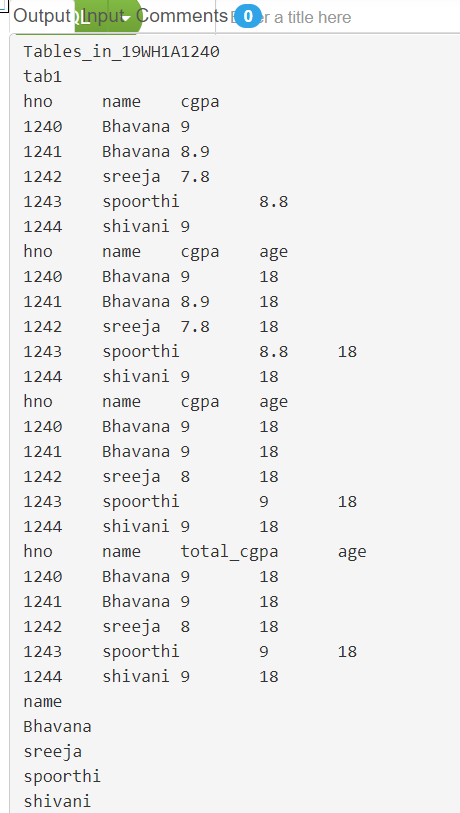 Output Input Comments 0 er a title here
QL
Tables_in_19WH1A1240
tab1
hno name cgpa
1240 Bhavana 9
1241 Bhavana 8.9
1242 sreeja 7.8
1243 spoorthi 8.8
1244 shivani 9
hno name cgpa age
1240 Bhavana 9 18
1241 Bhavana 8.9 18
1242 sreeja 7.8 18
1243 spoorthi 8.8 18
1244 shivani 9 18
hno name cgpa age
1240 Bhavana 9 18
1241 Bhavana 9 18
1242 sreeja 8 18
1243 spoorthi 9 18
1244 shivani 9 18
hno name total_cgpa age
1240 Bhavana 9 18
1241 Bhavana 9 18
1242 sreeja 8 18
1243 spoorthi 9 18
1244 shivani 9 18
name
Bhavana
sreeja
spoorthi
shivani